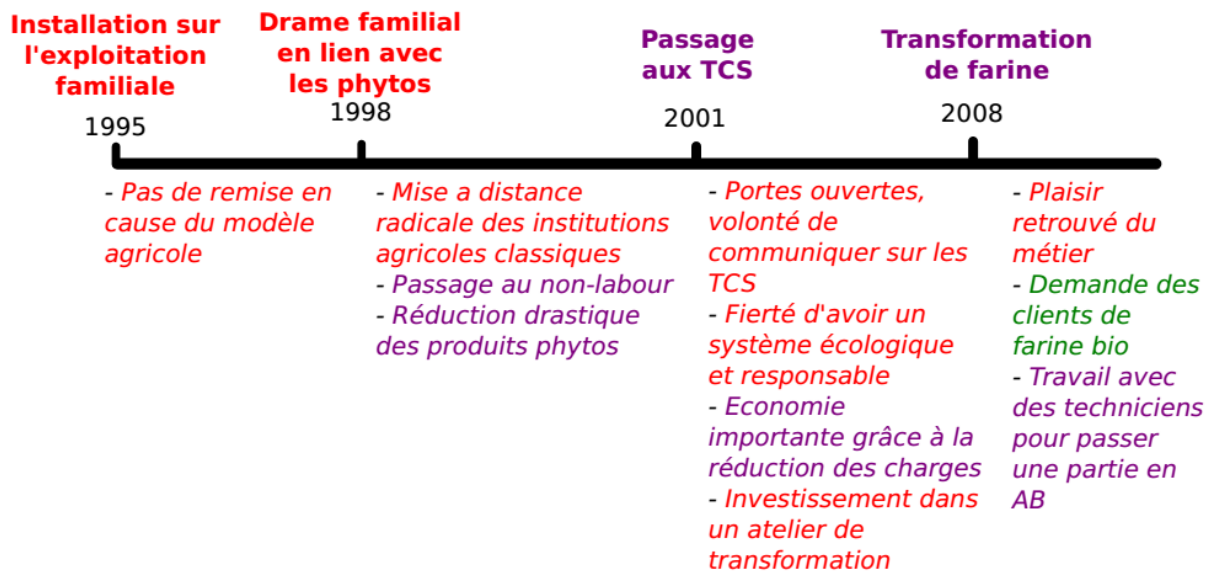 Installation sur
l'exploitation
familiale
1995
Drame familial
en lien avec
les phytos
1998
Passage
aux TCS
2001
Transformation
de farine
2008
- Pas de remise en
cause du modèle
agricole
- Mise a distance
radicale des institutions
agricoles classiques
- Passage au non-labour
- Réduction drastique
des produits phytos
- Portes ouvertes,
volonté de
communiquer sur les
TCS
- Fierté d'avoir un
système écologique
et responsable
- Economie
importante grâce à la
réduction des charges
- Investissement dans
un atelier de
transformation
- Plaisir
retrouvé du
métier
- Demande des
clients de
farine bio
- Travail avec
des techniciens
pour passer
une partie en
AB